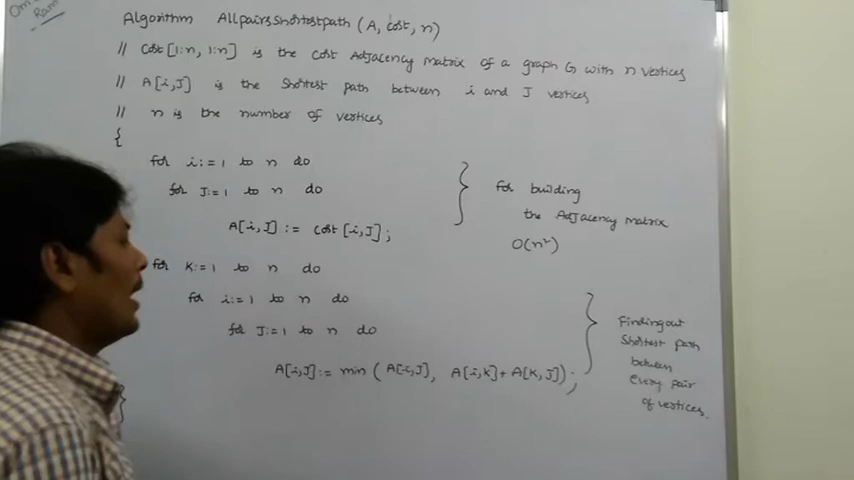 Om
Ram
Algorithm Allpairsshortestpath (A, cost, n)
// Cost[1:n, 1:n] is the cost Adjacency matrix of a graph G with n vertices
// A[i,J] is the shortest path between i and J vertices
// n is the number of vertices
{
for i:=1 to n do
for J:=1 to n do
A[i,J] := cost[i,J];
} for building
the Adjacency matrix
O(n²)
for K:=1 to n do
for i:=1 to n do
for J:=1 to n do
A[i,J] := min (A[i,J], A[i,K]+A[K,J]);
} Findingout
shortest path
between
every pair
of vertices.
}